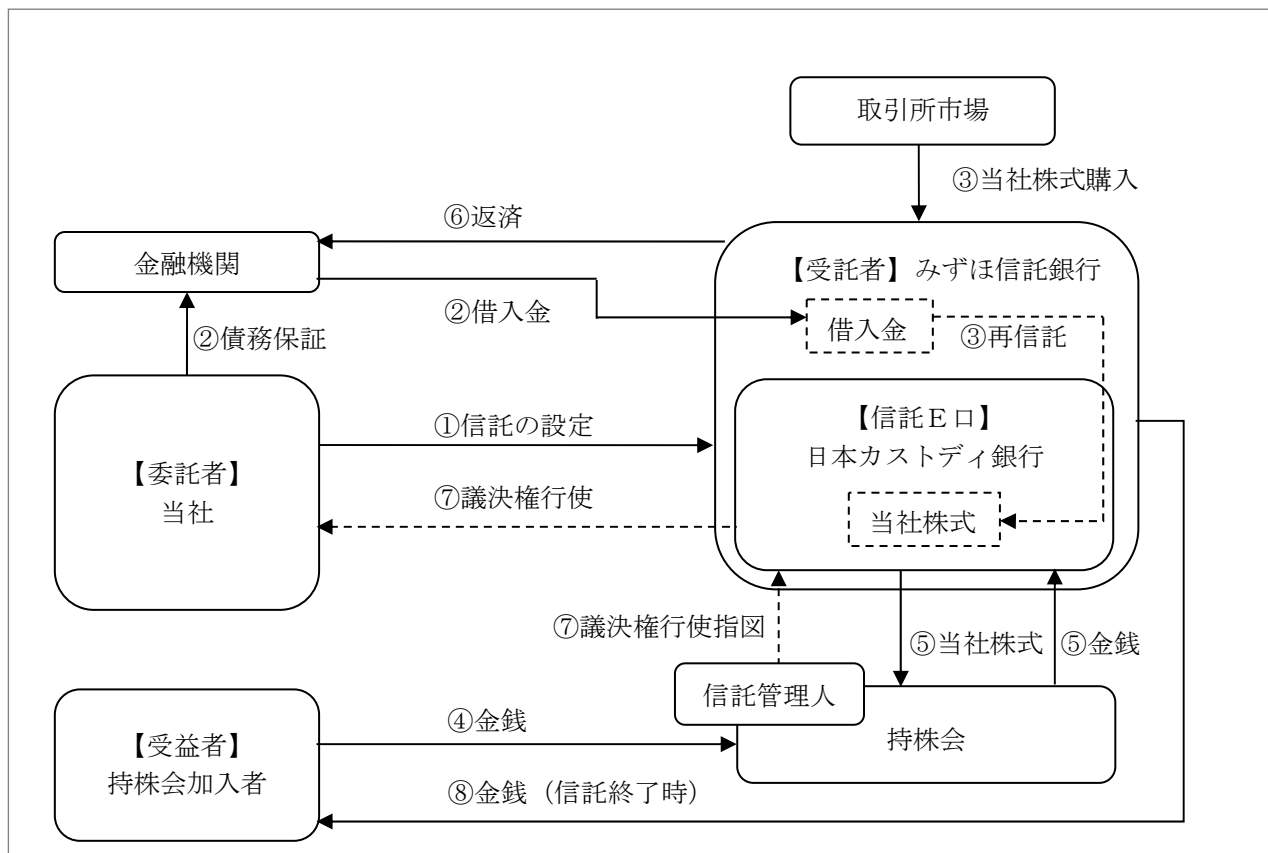 取引所市場
③当社株式購入
⑥返済
金融機関
【受託者】みずほ信託銀行
②借入金
借入金
③再信託
②債務保証
①信託の設定
【信託E口】
日本カストディ銀行
【委託者】
当社
⑦議決権行使
当社株式
⑦議決権行使指図
⑤当社株式
⑤金銭
信託管理人
④金銭
持株会
【受益者】
持株会加入者
⑧金銭(信託終了時)